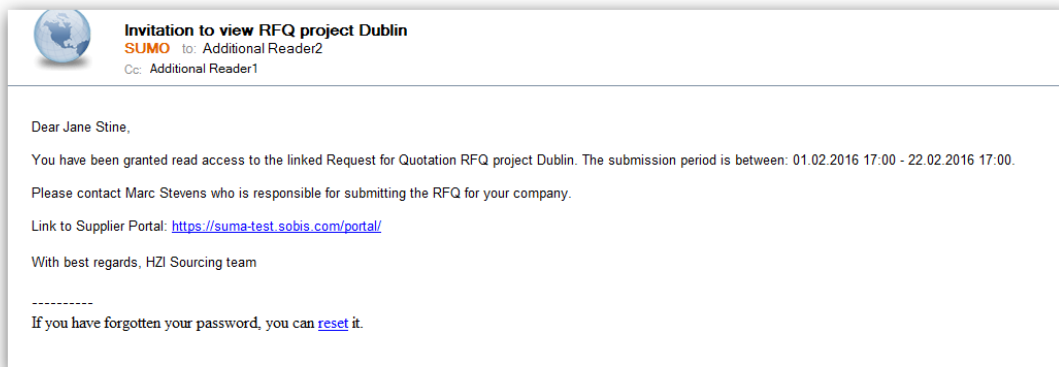 Invitation to view RFQ project Dublin
SUMO to: Additional Reader2
Cc: Additional Reader1
Dear Jane Stine,
You have been granted read access to the linked Request for Quotation RFQ project Dublin. The submission period is between: 01.02.2016 17:00 - 22.02.2016 17:00.
Please contact Marc Stevens who is responsible for submitting the RFQ for your company.
Link to Supplier Portal: https://suma-test.sobis.com/portal/
With best regards, HZI Sourcing team
----------
If you have forgotten your password, you can reset it.